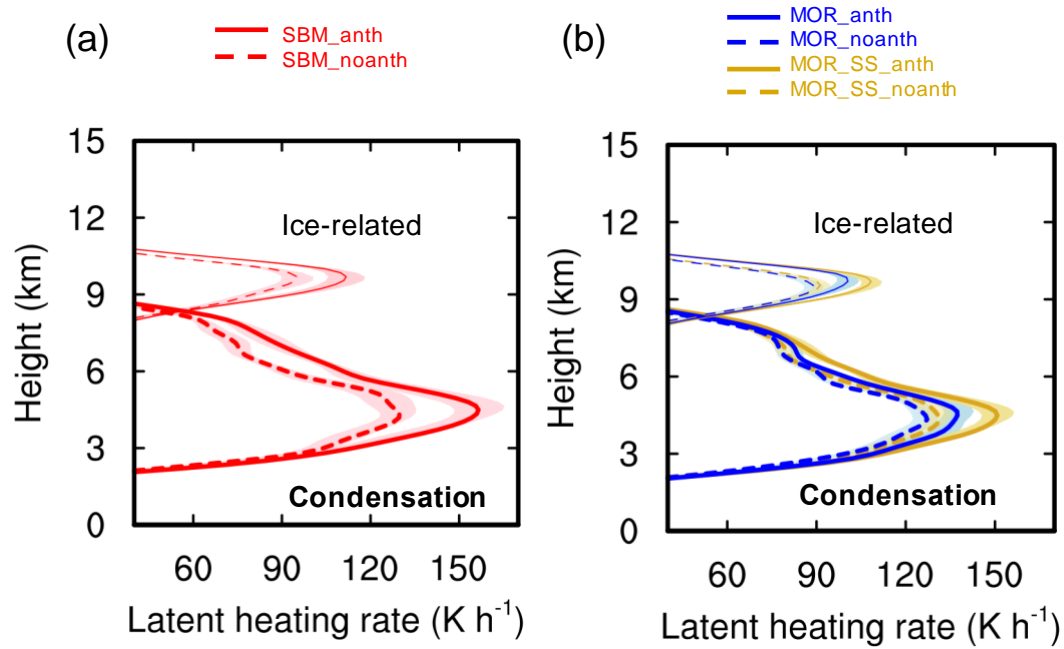 (a)
SBM_anth
SBM_noanth
15
12
9
6
3
0
Height (km)
Ice-related
Condensation
60 90 120 150
Latent heating rate (K h⁻¹)
(b)
MOR_anth
MOR_noanth
MOR_SS_anth
MOR_SS_noanth
15
12
9
6
3
0
Height (km)
Ice-related
Condensation
60 90 120 150
Latent heating rate (K h⁻¹)